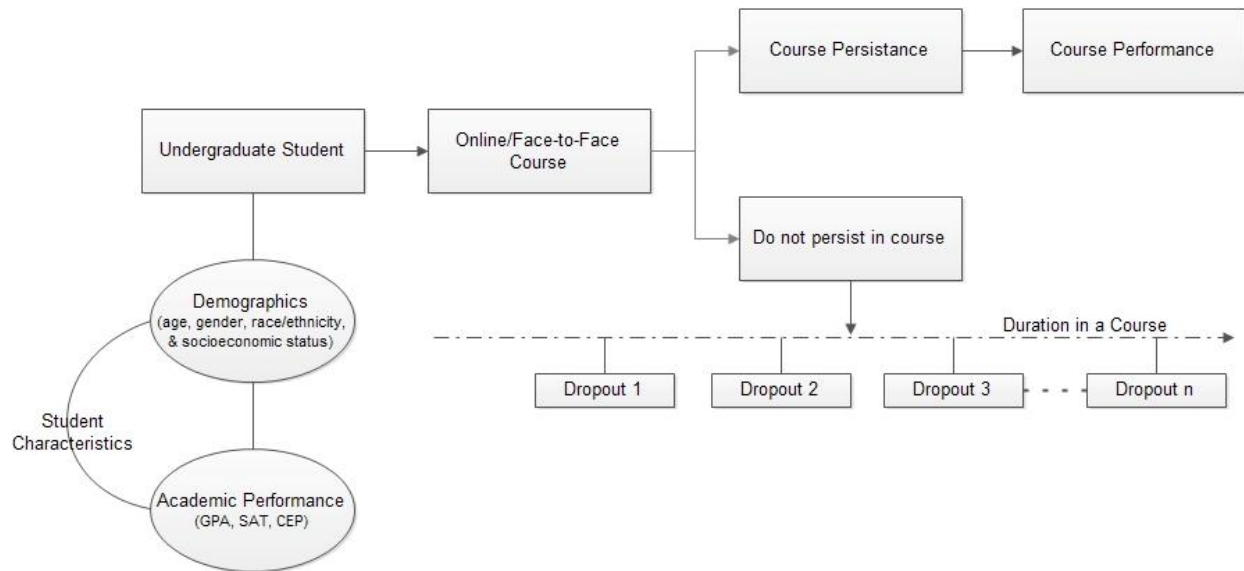 Course Persistance
Course Performance
Undergraduate Student
Online/Face-to-Face
Course
Do not persist in course
Demographics
(age, gender, race/ethnicity,
& socioeconomic status)
Duration in a Course
Dropout 1
Dropout 2
Dropout 3
Dropout n
Student
Characteristics
Academic Performance
(GPA, SAT, CEP)